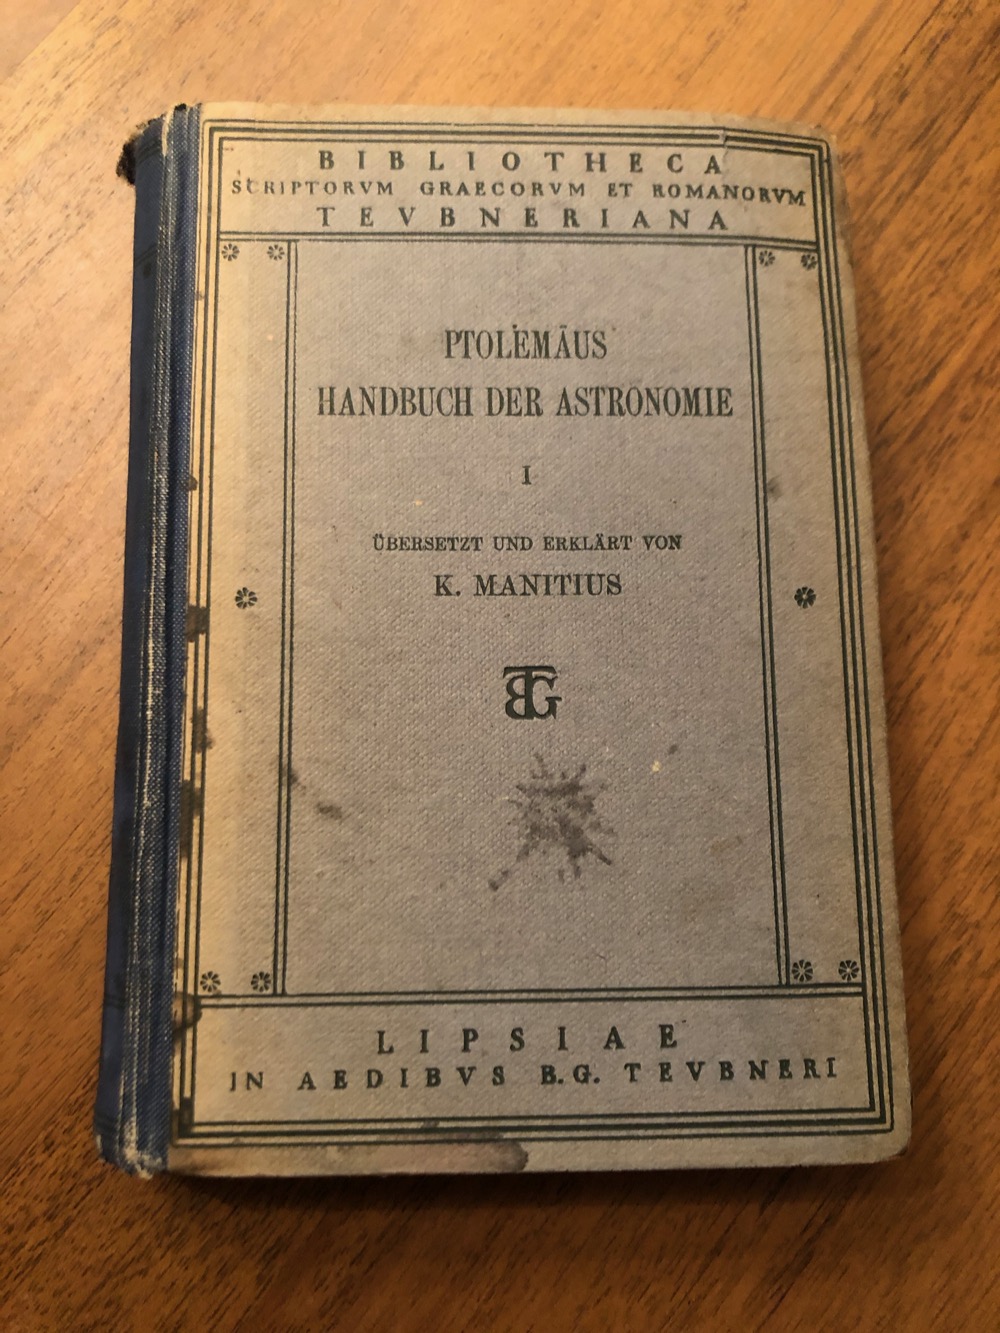 BIBLIOTHECA
SCRIPTORVM GRAECORVM ET ROMANORVM
TEVBNERIANA
PTOLEMÄUS
HANDBUCH DER ASTRONOMIE
I
ÜBERSETZT UND ERKLÄRT VON
K. MANITIUS
BTG
LIPSIAE
IN AEDIBVS B.G. TEVBNERI